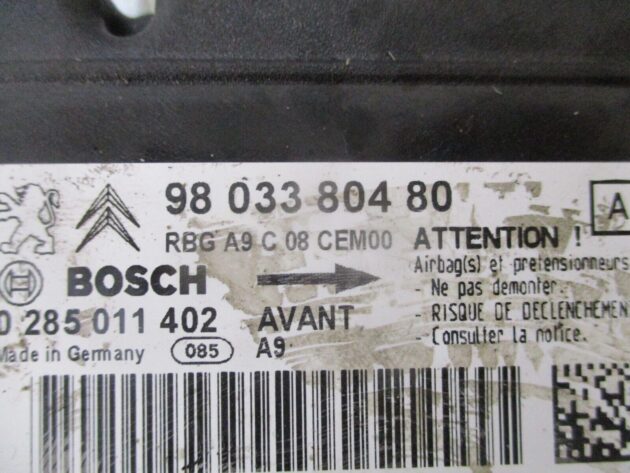 98 033 804 80
A
RBG A9 C 08 CEM00
ATTENTION !
BOSCH
Airbag(s) et pretensionneurs
- Ne pas demonter.
0 285 011 402
AVANT
- RISQUE DE DECLENCHEMEN
Made in Germany
085
A9
- Consulter la notice.